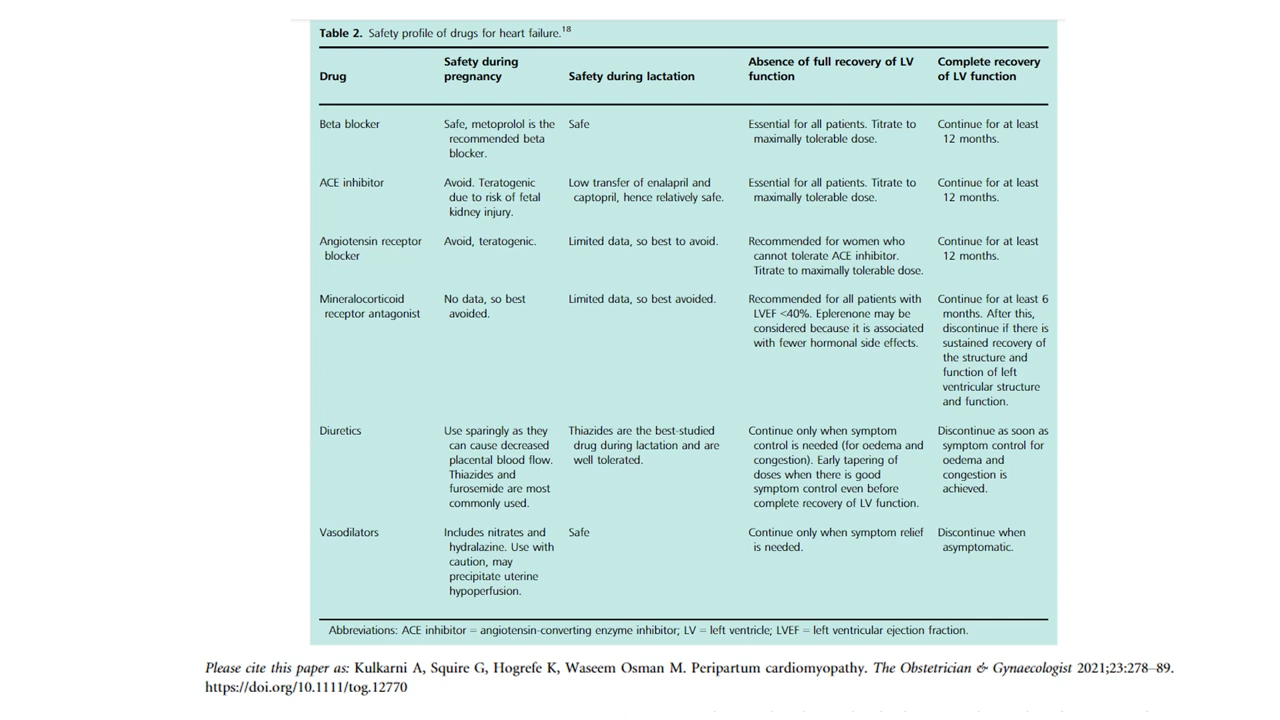 Table 2. Safety profile of drugs for heart failure.18
Drug
Safety during
pregnancy
Safety during lactation
Absence of full recovery of LV
function
Complete recovery
of LV function
Beta blocker
Safe, metoprolol is the
recommended beta
blocker.
Safe
Essential for all patients. Titrate to
maximally tolerable dose.
Continue for at least
12 months.
ACE inhibitor
Avoid. Teratogenic
due to risk of fetal
kidney injury.
Low transfer of enalapril and
captopril, hence relatively safe.
Essential for all patients. Titrate to
maximally tolerable dose.
Continue for at least
12 months.
Angiotensin receptor
blocker
Avoid, teratogenic.
Limited data, so best to avoid.
Recommended for women who
cannot tolerate ACE inhibitor.
Titrate to maximally tolerable dose.
Continue for at least
12 months.
Mineralocorticoid
receptor antagonist
No data, so best
avoided.
Limited data, so best avoided.
Recommended for all patients with
LVEF <40%. Eplerenone may be
considered because it is associated
with fewer hormonal side effects.
Continue for at least 6
months. After this,
discontinue if there is
sustained recovery of
the structure and
function of left
ventricular structure
and function.
Diuretics
Use sparingly as they
can cause decreased
placental blood flow.
Thiazides and
furosemide are most
commonly used.
Thiazides are the best-studied
drug during lactation and are
well tolerated.
Continue only when symptom
control is needed (for oedema and
congestion). Early tapering of
doses when there is good
symptom control even before
complete recovery of LV function.
Discontinue as soon as
symptom control for
oedema and
congestion is
achieved.
Vasodilators
Includes nitrates and
hydralazine. Use with
caution, may
precipitate uterine
hypoperfusion.
Safe
Continue only when symptom relief
is needed.
Discontinue when
asymptomatic.
Abbreviations: ACE inhibitor = angiotensin-converting enzyme inhibitor; LV = left ventricle; LVEF = left ventricular ejection fraction.
Please cite this paper as: Kulkarni A, Squire G, Hogrefe K, Waseem Osman M. Peripartum cardiomyopathy. The Obstetrician & Gynaecologist 2021;23:278–89.
https://doi.org/10.1111/tog.12770